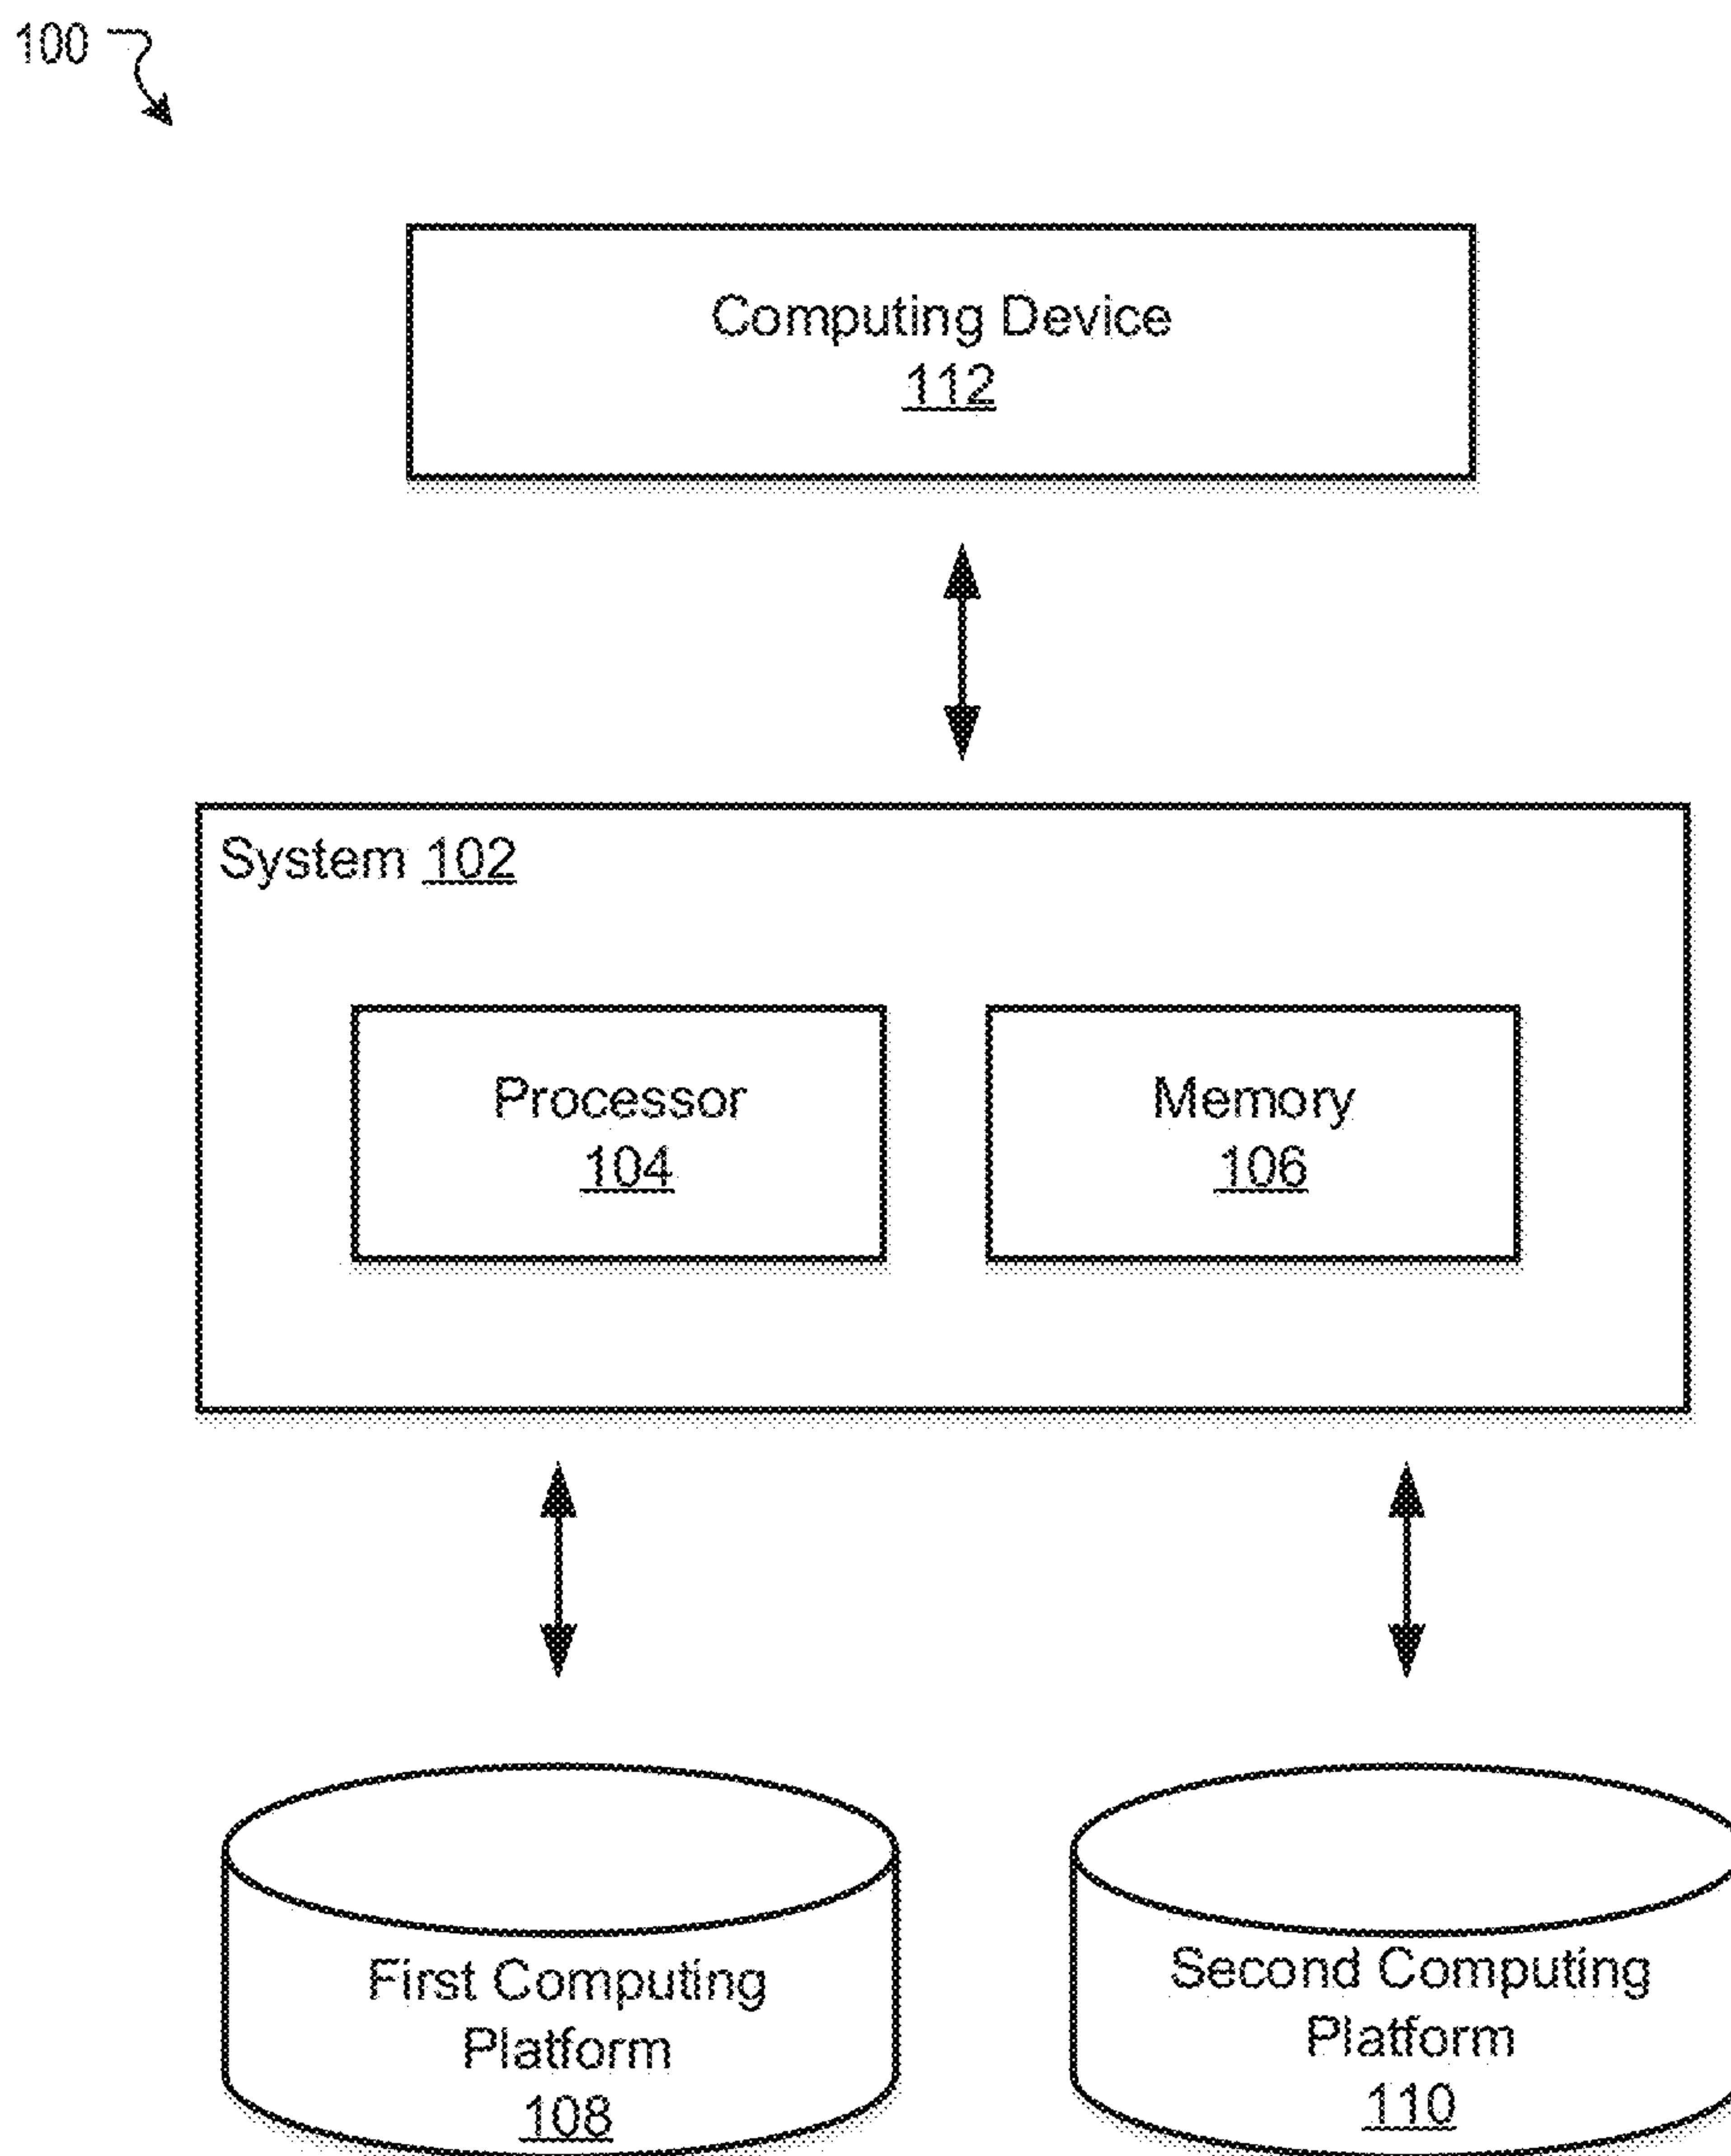 100
Computing Device
112
System 102
Processor
104
Memory
106
First Computing
Platform
108
Second Computing
Platform
110